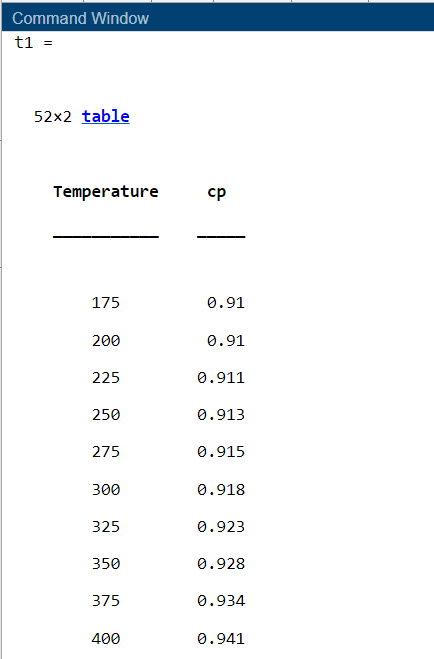 Command Window
t1 =
52×2 table
Temperature cp
___________ _____
175 0.91
200 0.91
225 0.911
250 0.913
275 0.915
300 0.918
325 0.923
350 0.928
375 0.934
400 0.941